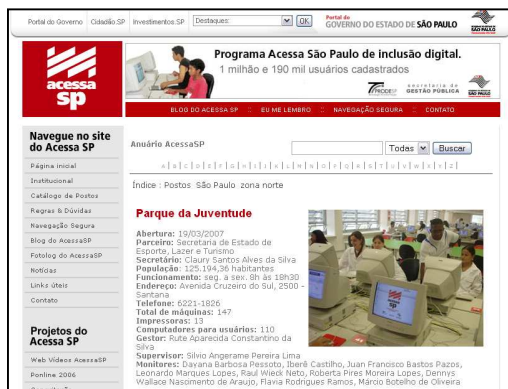 Portal do Governo Cidadão.SP Investimentos.SP Destaques: OK Portal do
GOVERNO DO ESTADO DE SÃO PAULO
acessa
sp
Programa Acessa São Paulo de inclusão digital.
1 milhão e 190 mil usuários cadastrados
PRODESP secretaria de
GESTÃO PÚBLICA
BLOG DO ACESSA SP :: EU ME LEMBRO :: NAVEGAÇÃO SEGURA :: CONTATO
Navegue no site
do Acessa SP
Página inicial
Institucional
Catálogo de Postos
Regras & Dúvidas
Navegação Segura
Blog do AcessaSP
Fotolog do AcessaSP
Notícias
Links úteis
Contato
Projetos do
Acessa SP
Web Vídeos AcessaSP
Ponline 2006
Anuário AcessaSP Todas Buscar
A | B | C | D | E | F | G | H | I | J | K | L | M | N | O | P | Q | R | S | T | U | V | W | X | Y | Z |
Índice : Postos São Paulo zona norte
Parque da Juventude
Abertura: 19/03/2007
Parceiro: Secretaria de Estado de
Esporte, Lazer e Turismo
Secretário: Claury Santos Alves da Silva
População: 125.194,36 habitantes
Funcionamento: seg. a sex. 9h às 18h30
Endereço: Avenida Cruzeiro do Sul, 2500 -
Santana
Telefone: 6221-1826
Total de máquinas: 147
Impressoras: 13
Computadores para usuários: 110
Gestor: Rute Aparecida Constantino da
Silva
Supervisor: Silvio Angerame Pereira Lima
Monitores: Dayana Barbosa Pessoto, Iberê Castilho, Juan Francisco Bastos Pazos,
Leonardo Marques Lopes, Raul Wieck Neto, Roberta Pires Moreira Lopes, Dennys
Wallace Nascimento de Araujo, Flavia Rodrigues Ramos, Márcio Botelho de Oliveira